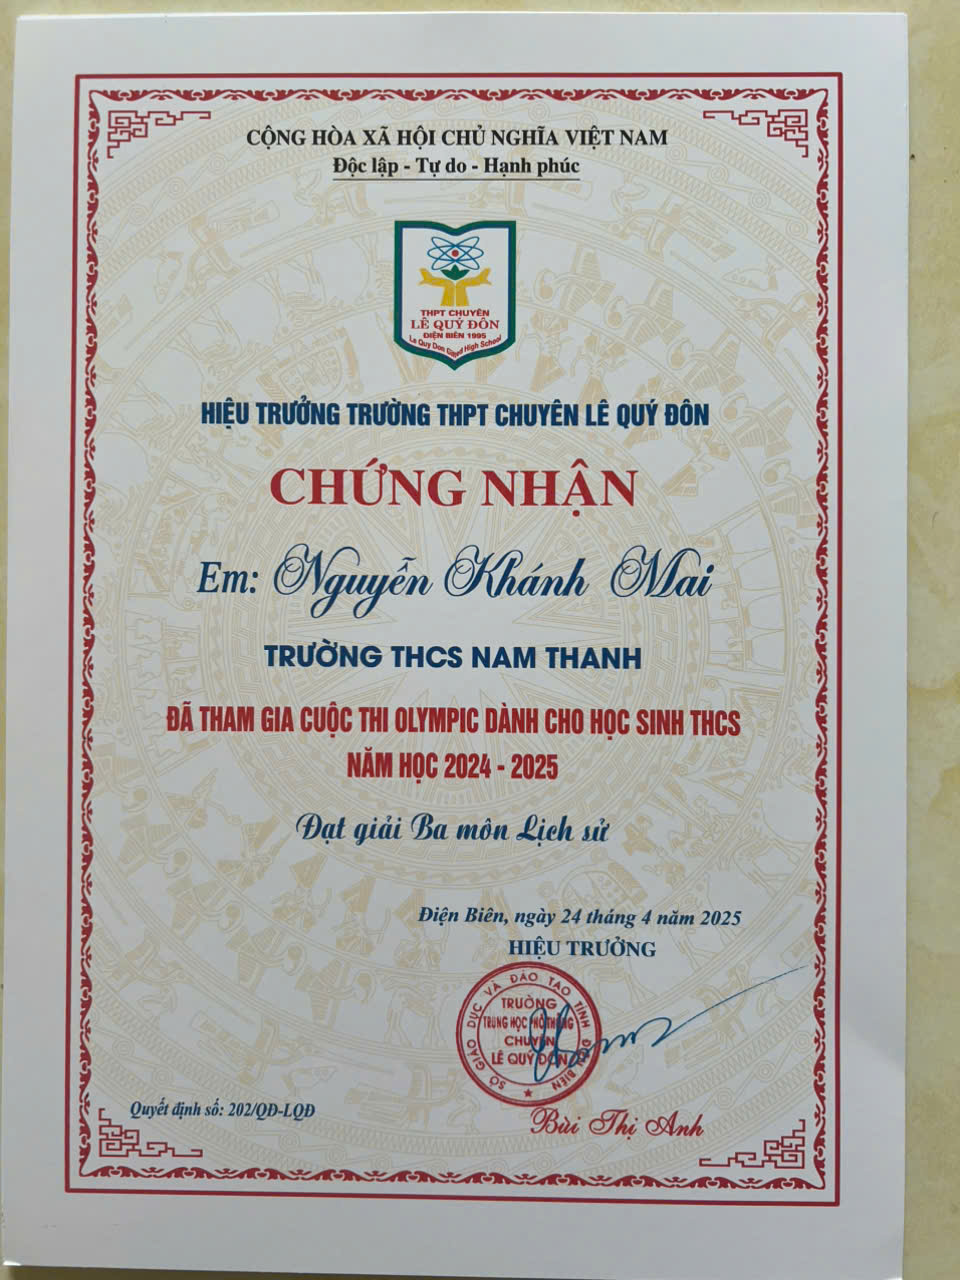 CỘNG HÒA XÃ HỘI CHỦ NGHĨA VIỆT NAM
Độc lập - Tự do - Hạnh phúc
THPT CHUYÊN
LÊ QUÝ ĐÔN
ĐIỆN BIÊN 1995
Le Quy Don Gifted High School
HIỆU TRƯỞNG TRƯỜNG THPT CHUYÊN LÊ QUÝ ĐÔN
CHỨNG NHẬN
Em: Nguyễn Khánh Mai
TRƯỜNG THCS NAM THANH
ĐÃ THAM GIA CUỘC THI OLYMPIC DÀNH CHO HỌC SINH THCS
NĂM HỌC 2024 - 2025
Đạt giải Ba môn Lịch sử
Điện Biên, ngày 24 tháng 4 năm 2025
HIỆU TRƯỞNG
SỞ GIÁO DỤC VÀ ĐÀO TẠO TỈNH ĐIỆN BIÊN
TRƯỜNG
TRUNG HỌC PHỔ THÔNG
CHUYÊN
LÊ QUÝ ĐÔN
Quyết định số: 202/QĐ-LQĐ
Bùi Thị Anh